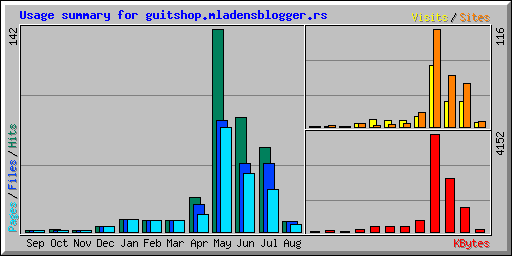 Usage summary for guitshop.mladensblogger.rs
Visits/Sites
142
116
4152
Pages/Files/Hits
Sep Oct Nov Dec Jan Feb Mar Apr May Jun Jul Aug
KBytes